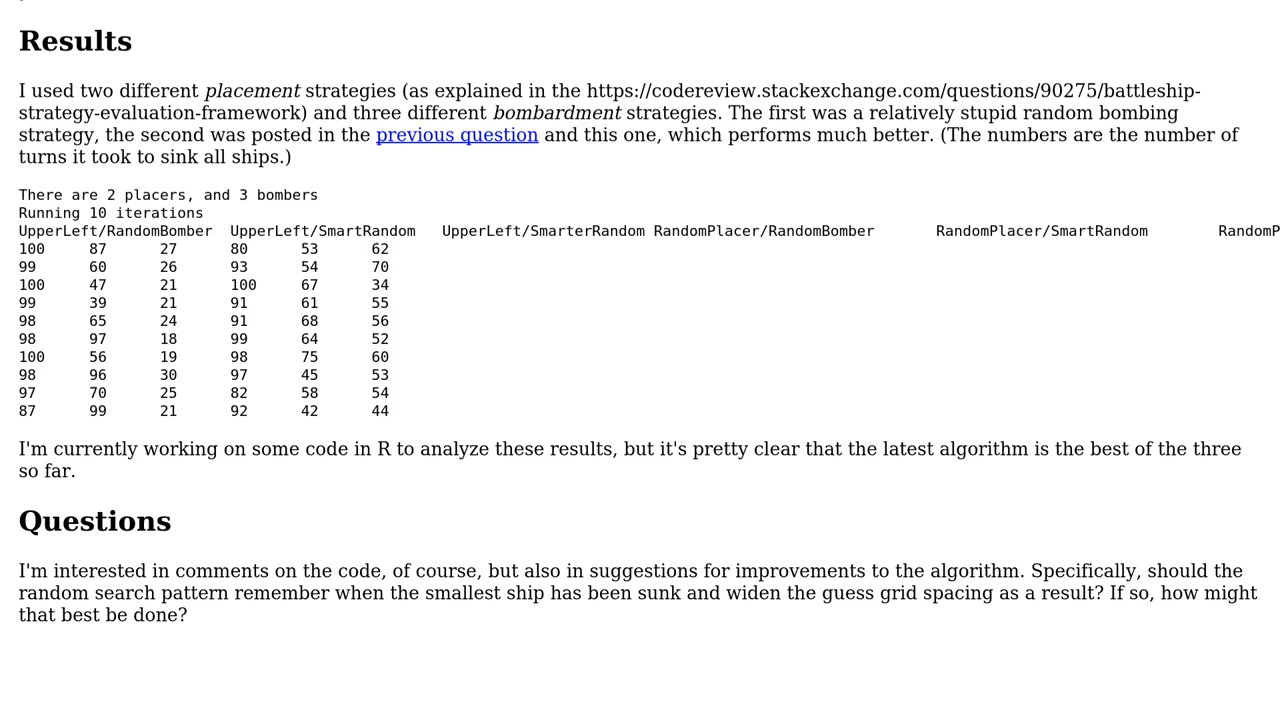 Results
I used two different placement strategies (as explained in the https://codereview.stackexchange.com/questions/90275/battleship-
strategy-evaluation-framework) and three different bombardment strategies. The first was a relatively stupid random bombing
strategy, the second was posted in the previous question and this one, which performs much better. (The numbers are the number of
turns it took to sink all ships.)
There are 2 placers, and 3 bombers
Running 10 iterations
UpperLeft/RandomBomber  UpperLeft/SmartRandom   UpperLeft/SmarterRandom RandomPlacer/RandomBomber       RandomPlacer/SmartRandom        RandomP
100     87      27      80      53      62
99      60      26      93      54      70
100     47      21      100     67      34
99      39      21      91      61      55
98      65      24      91      68      56
98      97      18      99      64      52
100     56      19      98      75      60
98      96      30      97      45      53
97      70      25      82      58      54
87      99      21      92      42      44
I'm currently working on some code in R to analyze these results, but it's pretty clear that the latest algorithm is the best of the three
so far.
Questions
I'm interested in comments on the code, of course, but also in suggestions for improvements to the algorithm. Specifically, should the
random search pattern remember when the smallest ship has been sunk and widen the guess grid spacing as a result? If so, how might
that best be done?